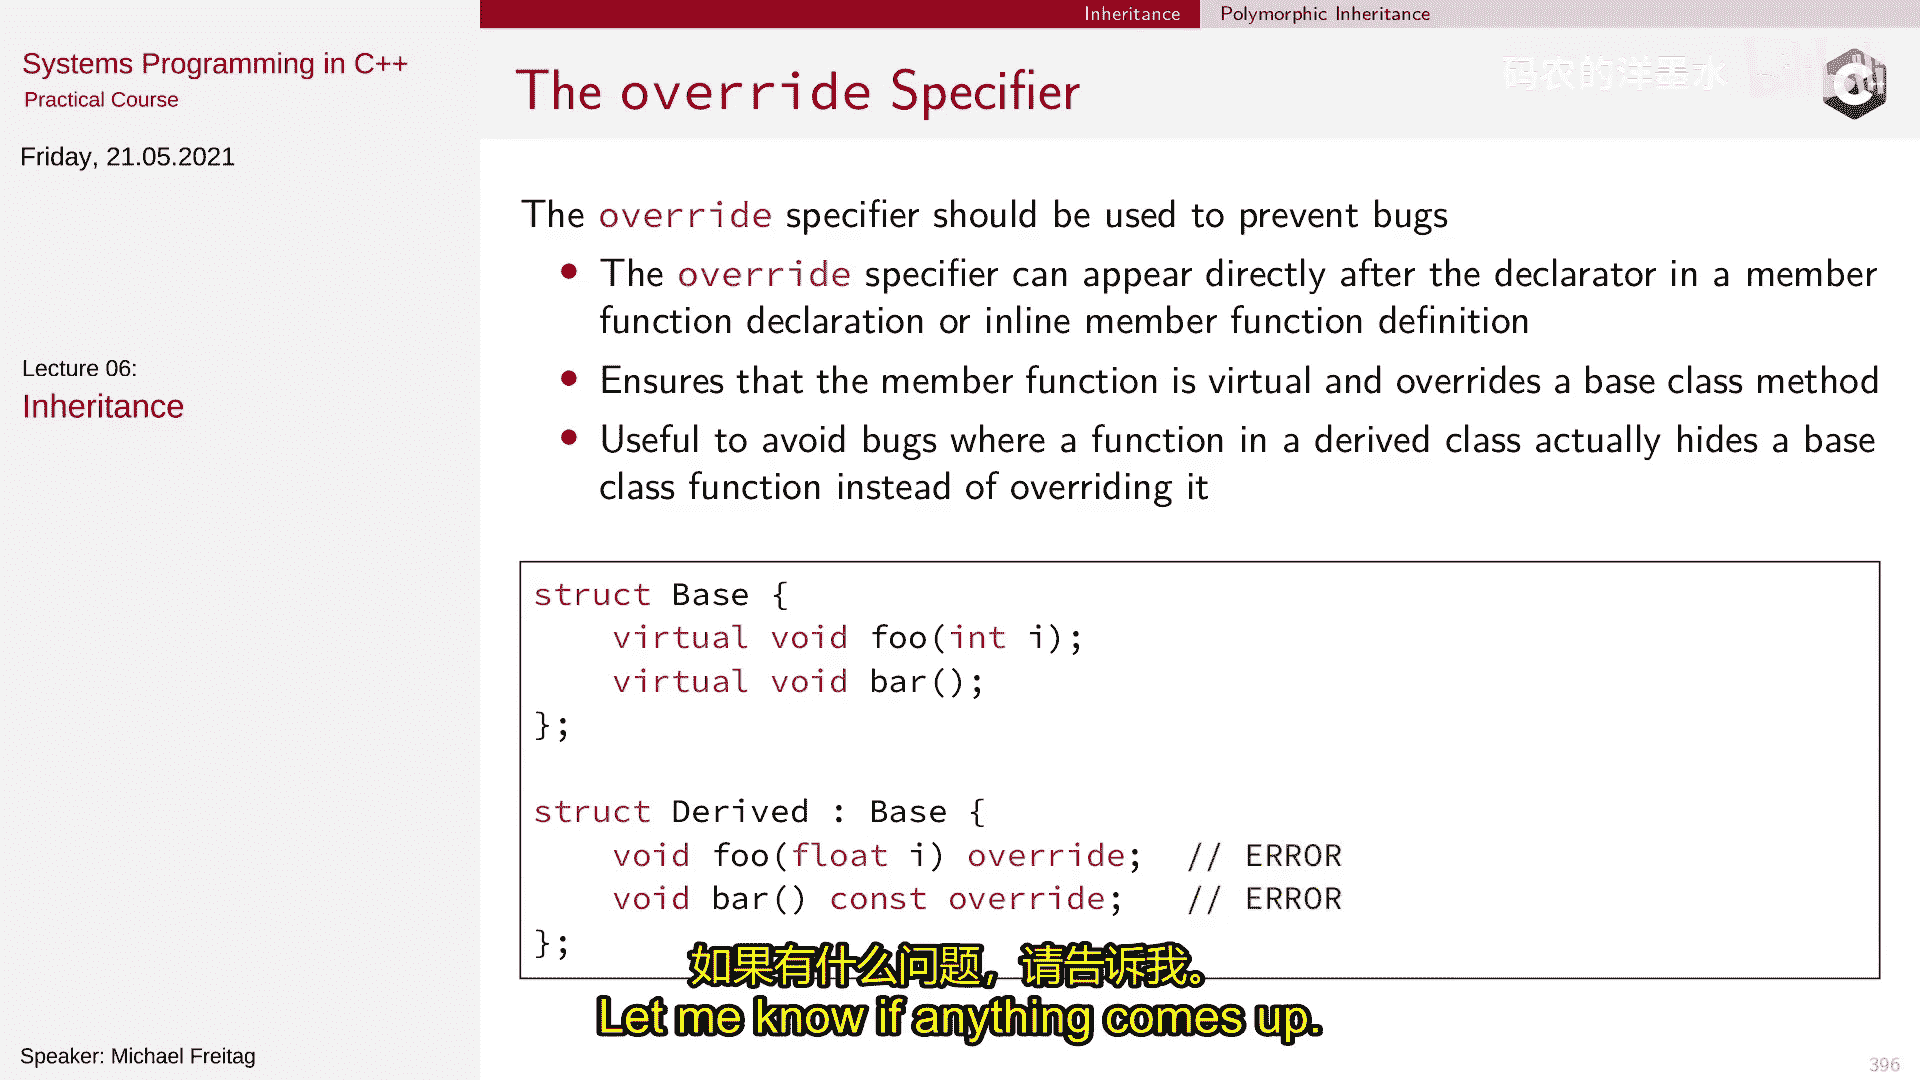 Inheritance
Polymorphic Inheritance
Systems Programming in C++
Practical Course
Friday, 21.05.2021
Lecture 06:
Inheritance
Speaker: Michael Freitag
The override Specifier
码农的洋墨水
The override specifier should be used to prevent bugs
• The override specifier can appear directly after the declarator in a member
function declaration or inline member function definition
• Ensures that the member function is virtual and overrides a base class method
• Useful to avoid bugs where a function in a derived class actually hides a base
class function instead of overriding it
struct Base {
    virtual void foo(int i);
    virtual void bar();
};
struct Derived : Base {
    void foo(float i) override;  // ERROR
    void bar() const override;   // ERROR
};
如果有什么问题，请告诉我。
Let me know if anything comes up.
396